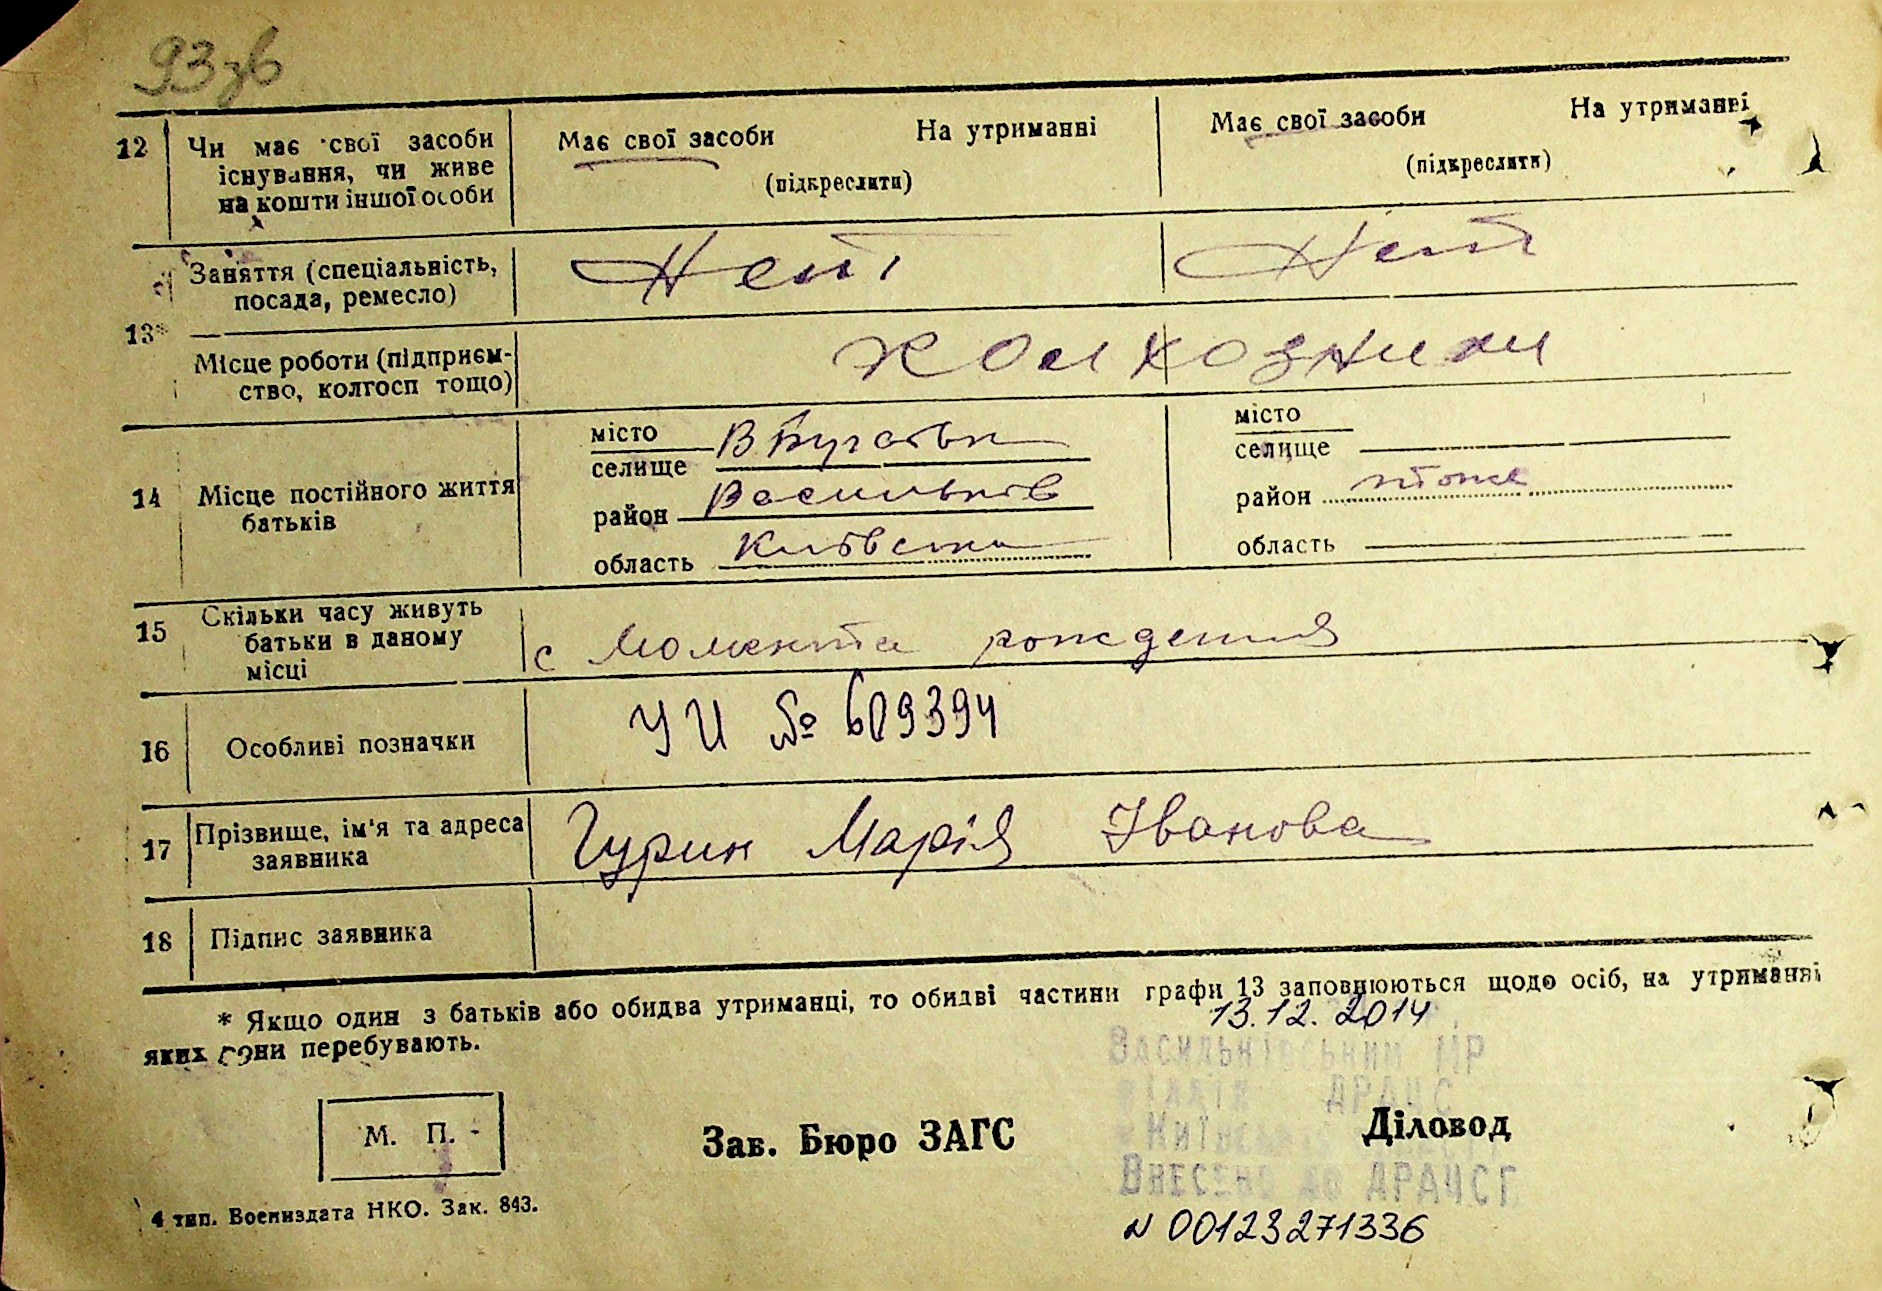 93зв
12 Чи має свої засоби існування, чи живе на кошти іншої особи
Має свої засоби На утриманні
(підкреслити)
Має свої засоби На утриманні
(підкреслити)
13*
Заняття (спеціальність, посада, ремесло)
Нет Нет
Місце роботи (підприємство, колгосп тощо)
колхозники
14 Місце постійного життя батьків
місто
селище В Бугаївка
район Васильків
область Київська
місто
селище
район тоже
область
15 Скільки часу живуть батьки в даному місці
с момента рождения
16 Особливі позначки
УИ № 609394
17 Прізвище, ім'я та адреса заявника
Гурин Марія Іванова
18 Підпис заявника
* Якщо один з батьків або обидва утриманці, то обидві частини графи 13 заповнюються щодо осіб, на утриманні
яких вони перебувають.
13.12.2014
Васильківський МР
відділ ДРАЦС
Київської
Внесено до ДРАЦСГ
N 00123271336
М. П.
Зав. Бюро ЗАГС
Діловод
4 тип. Воениздата НКО. Зак. 843.